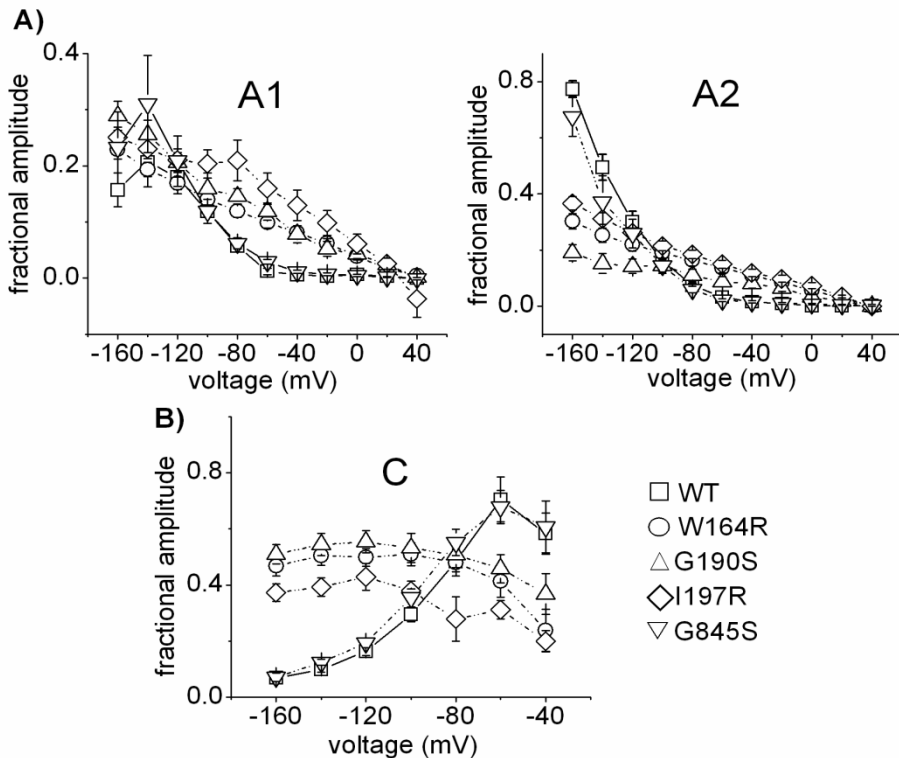 A)
A1
fractional amplitude
0.4
0.2
0.0
-160 -120 -80 -40 0 40
voltage (mV)
A2
fractional amplitude
0.8
0.4
0.0
-160 -120 -80 -40 0 40
voltage (mV)
B)
C
fractional amplitude
0.8
0.4
0.0
-160 -120 -80 -40
voltage (mV)
WT
W164R
G190S
I197R
G845S